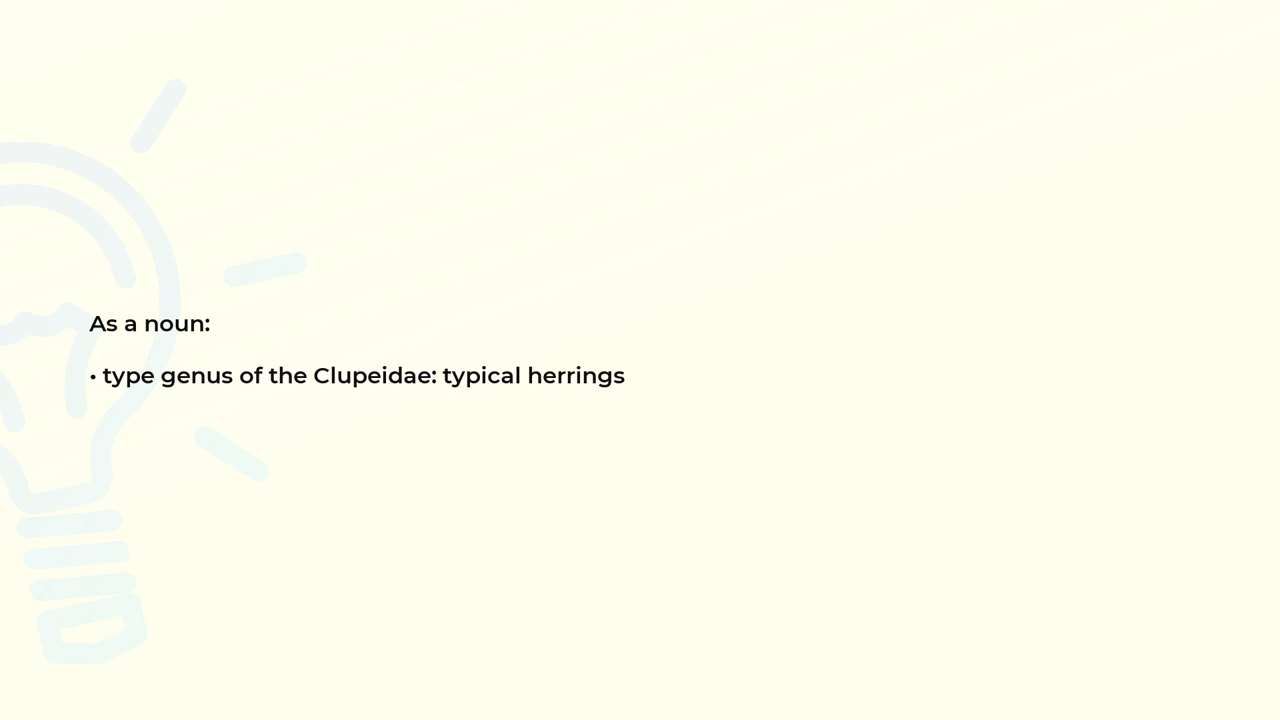 As a noun:
• type genus of the Clupeidae: typical herrings